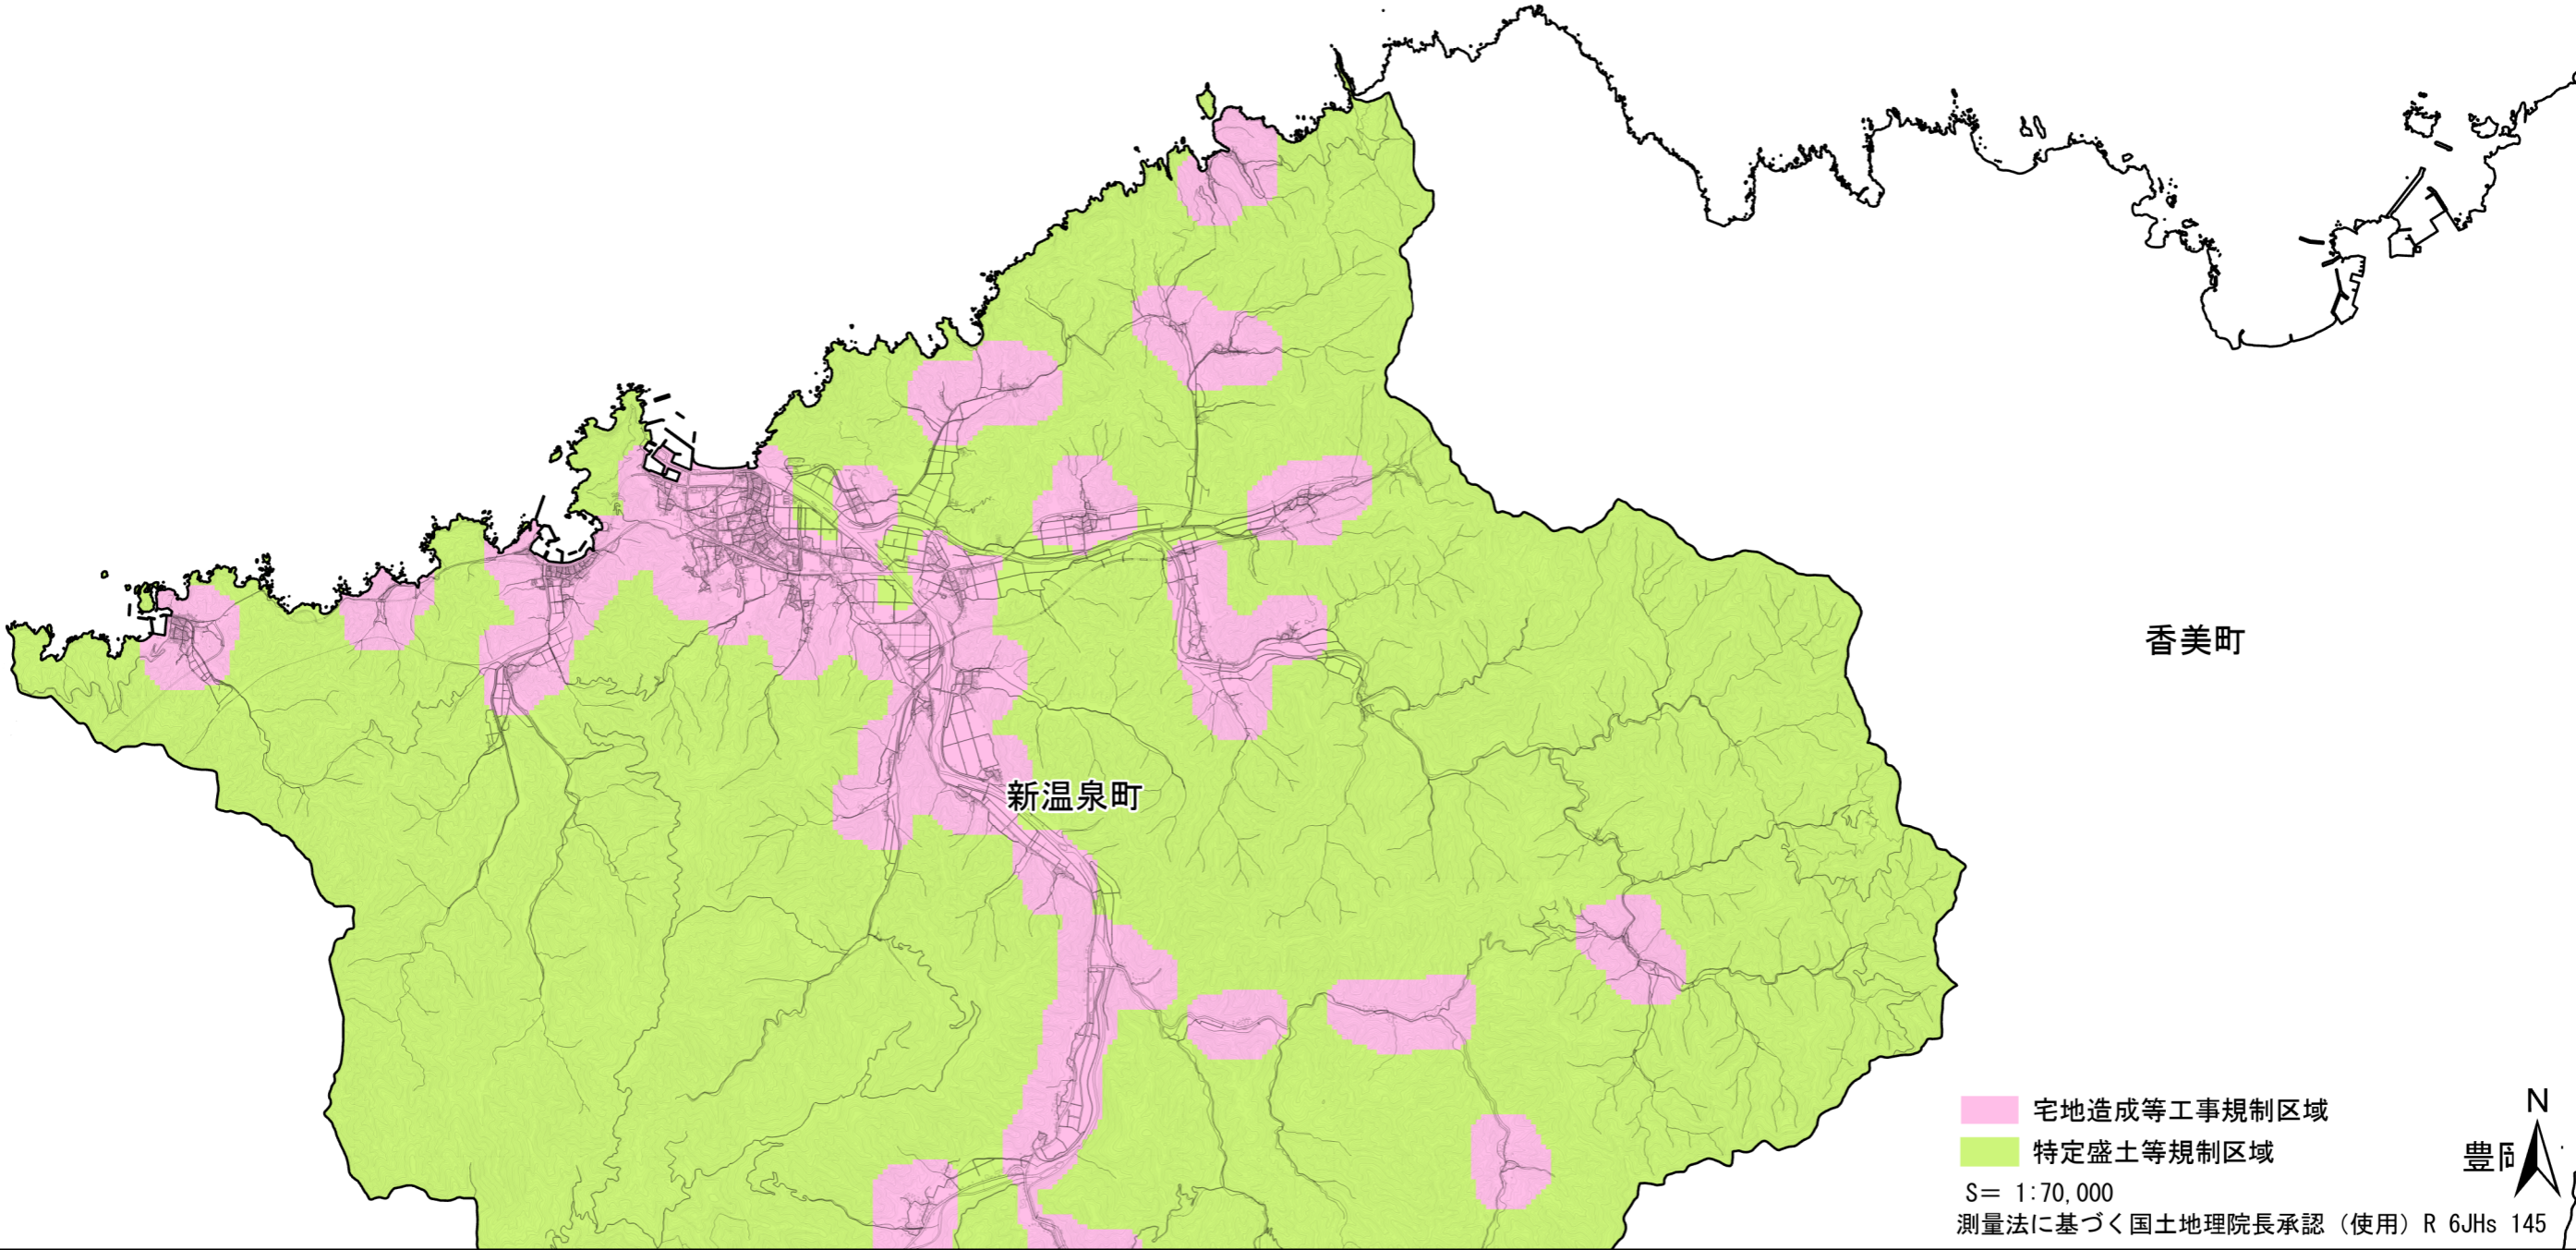 香美町
新温泉町
宅地造成等工事規制区域
特定盛土等規制区域
N
豊
S= 1:70,000
測量法に基づく国土地理院長承認（使用）R 6JHs 145